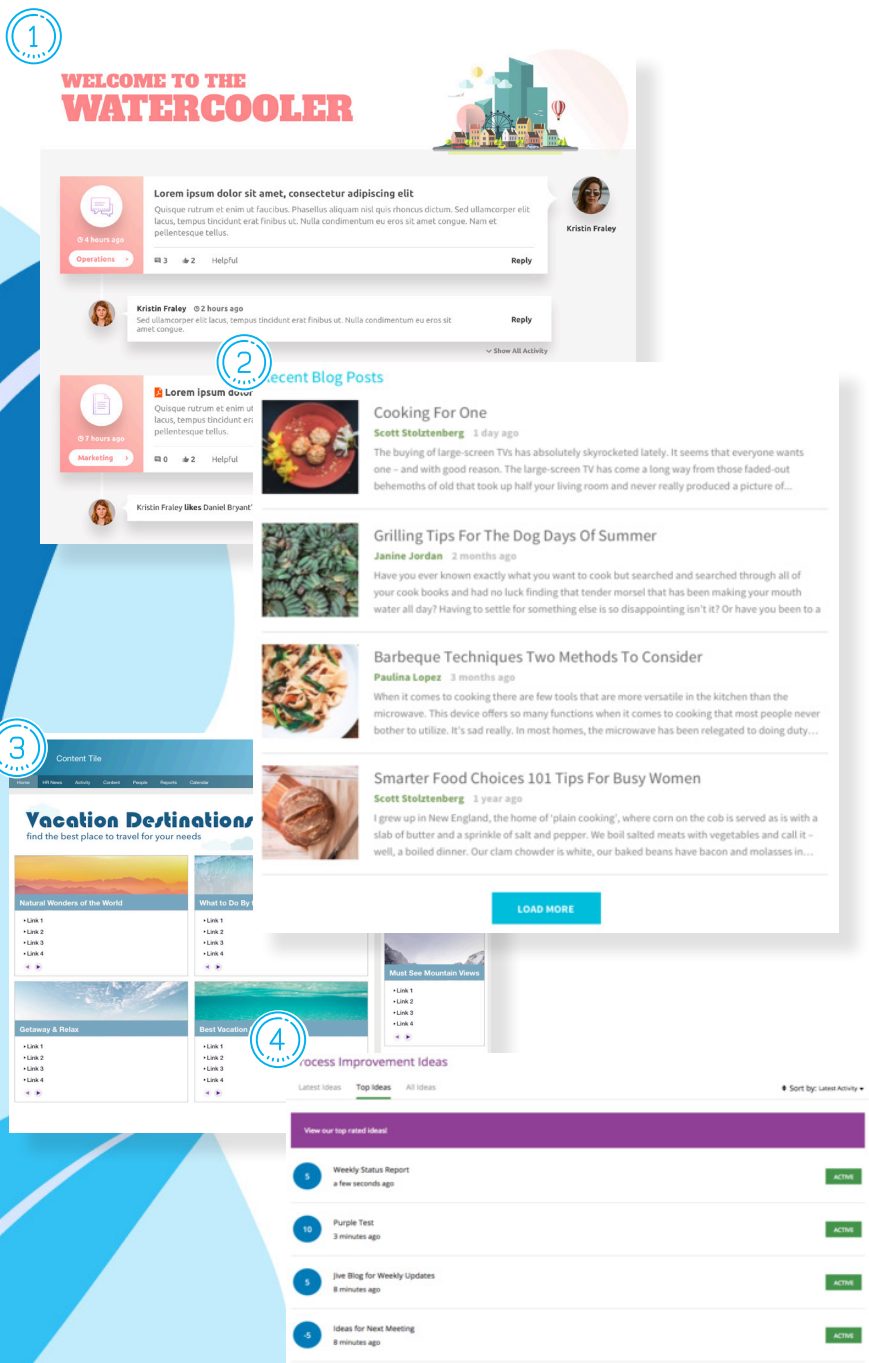 1
WELCOME TO THE
WATERCOOLER
Lorem ipsum dolor sit amet, consectetur adipiscing elit
Quisque rutrum et enim ut faucibus. Phasellus aliquam nisl quis rhoncus dictum. Sed ullamcorper elit
lacus, tempus tincidunt erat finibus ut. Nulla condimentum eu eros sit amet congue. Nam et
pellentesque tellus.
4 hours ago
Operations
3 2 Helpful Reply
Kristin Fraley
Kristin Fraley 2 hours ago
Sed ullamcorper elit lacus, tempus tincidunt erat finibus ut. Nulla condimentum eu eros sit
amet congue.
Reply
Show All Activity
Lorem ipsum dolor
Quisque rutrum et enim ut
lacus, tempus tincidunt era
pellentesque tellus.
7 hours ago
Marketing
0 2 Helpful
Kristin Fraley likes Daniel Bryant'
2
Recent Blog Posts
Cooking For One
Scott Stolztenberg 1 day ago
The buying of large-screen TVs has absolutely skyrocketed lately. It seems that everyone wants
one – and with good reason. The large-screen TV has come a long way from those faded-out
behemoths of old that took up half your living room and never really produced a picture of...
Grilling Tips For The Dog Days Of Summer
Janine Jordan 2 months ago
Have you ever known exactly what you want to cook but searched and searched through all of
your cook books and had no luck finding that tender morsel that has been making your mouth
water all day? Having to settle for something else is so disappointing isn't it? Or have you been to a
Barbeque Techniques Two Methods To Consider
Paulina Lopez 3 months ago
When it comes to cooking there are few tools that are more versatile in the kitchen than the
microwave. This device offers so many functions when it comes to cooking that most people never
bother to utilize. It's sad really. In most homes, the microwave has been relegated to doing duty...
Smarter Food Choices 101 Tips For Busy Women
Scott Stolztenberg 1 year ago
I grew up in New England, the home of 'plain cooking', where corn on the cob is served as is with a
slab of butter and a sprinkle of salt and pepper. We boil salted meats with vegetables and call it –
well, a boiled dinner. Our clam chowder is white, our baked beans have bacon and molasses in...
LOAD MORE
3
Content Tile
Home HR News Activity Content People Reports Calendar
Vacation Destinations
find the best place to travel for your needs
Natural Wonders of the World
• Link 1
• Link 2
• Link 3
• Link 4
What to Do By
• Link 1
• Link 2
• Link 3
• Link 4
Must See Mountain Views
• Link 1
• Link 2
• Link 3
• Link 4
Getaway & Relax
• Link 1
• Link 2
• Link 3
• Link 4
Best Vacation
• Link 1
• Link 2
• Link 3
• Link 4
4
Process Improvement Ideas
Latest Ideas Top Ideas All Ideas Sort by: Latest Activity
View our top rated ideas!
5 Weekly Status Report ACTIVE
a few seconds ago
10 Purple Test ACTIVE
3 minutes ago
5 Jive Blog for Weekly Updates ACTIVE
8 minutes ago
-5 Ideas for Next Meeting ACTIVE
8 minutes ago